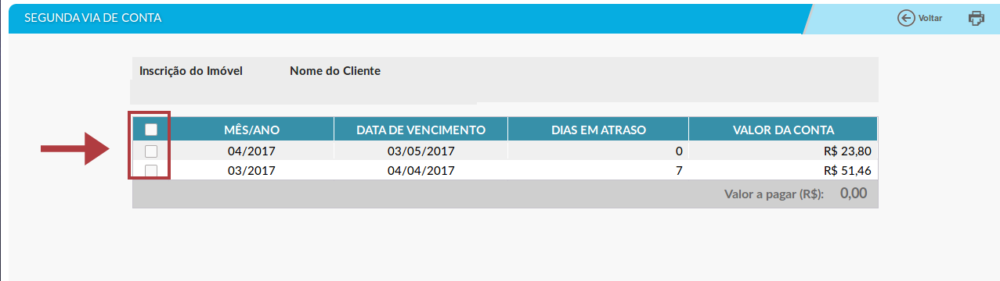 SEGUNDA VIA DE CONTA
Voltar
Inscrição do Imóvel Nome do Cliente
MÊS/ANO DATA DE VENCIMENTO DIAS EM ATRASO VALOR DA CONTA
04/2017 03/05/2017 0 R$ 23,80
03/2017 04/04/2017 7 R$ 51,46
Valor a pagar (R$): 0,00